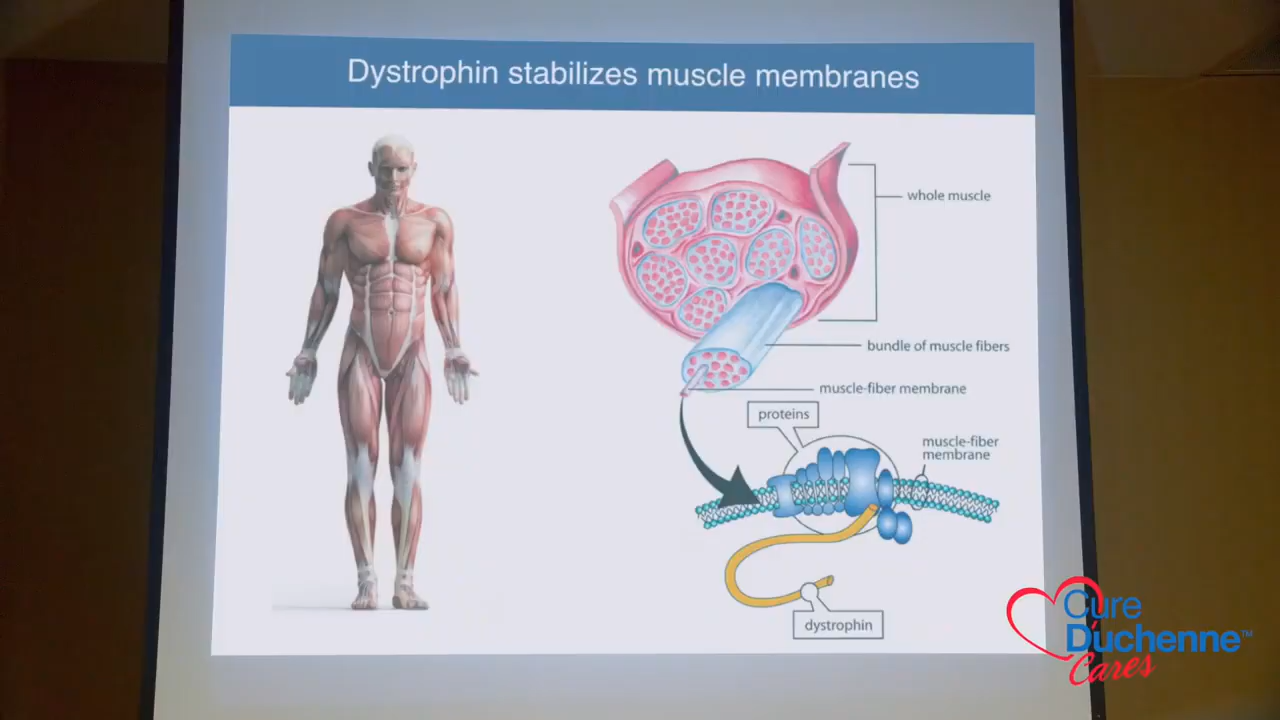 Dystrophin stabilizes muscle membranes
whole muscle
bundle of muscle fibers
muscle-fiber membrane
proteins
muscle-fiber
membrane
dystrophin
Cure
Duchenne™
Cares